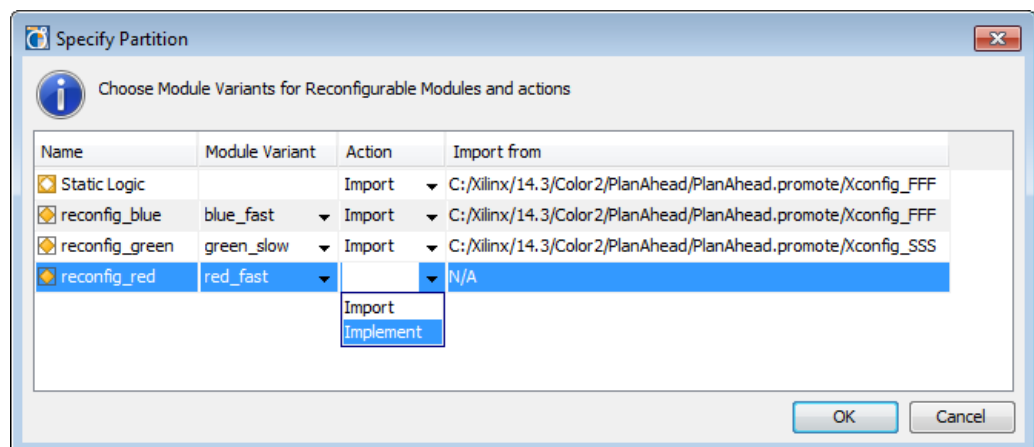 Specify Partition
Choose Module Variants for Reconfigurable Modules and actions
Name Module Variant Action Import from
Static Logic Import C:/Xilinx/14.3/Color2/PlanAhead/PlanAhead.promote/Xconfig_FFF
reconfig_blue blue_fast Import C:/Xilinx/14.3/Color2/PlanAhead/PlanAhead.promote/Xconfig_FFF
reconfig_green green_slow Import C:/Xilinx/14.3/Color2/PlanAhead/PlanAhead.promote/Xconfig_SSS
reconfig_red red_fast N/A
Import
Implement
OK Cancel